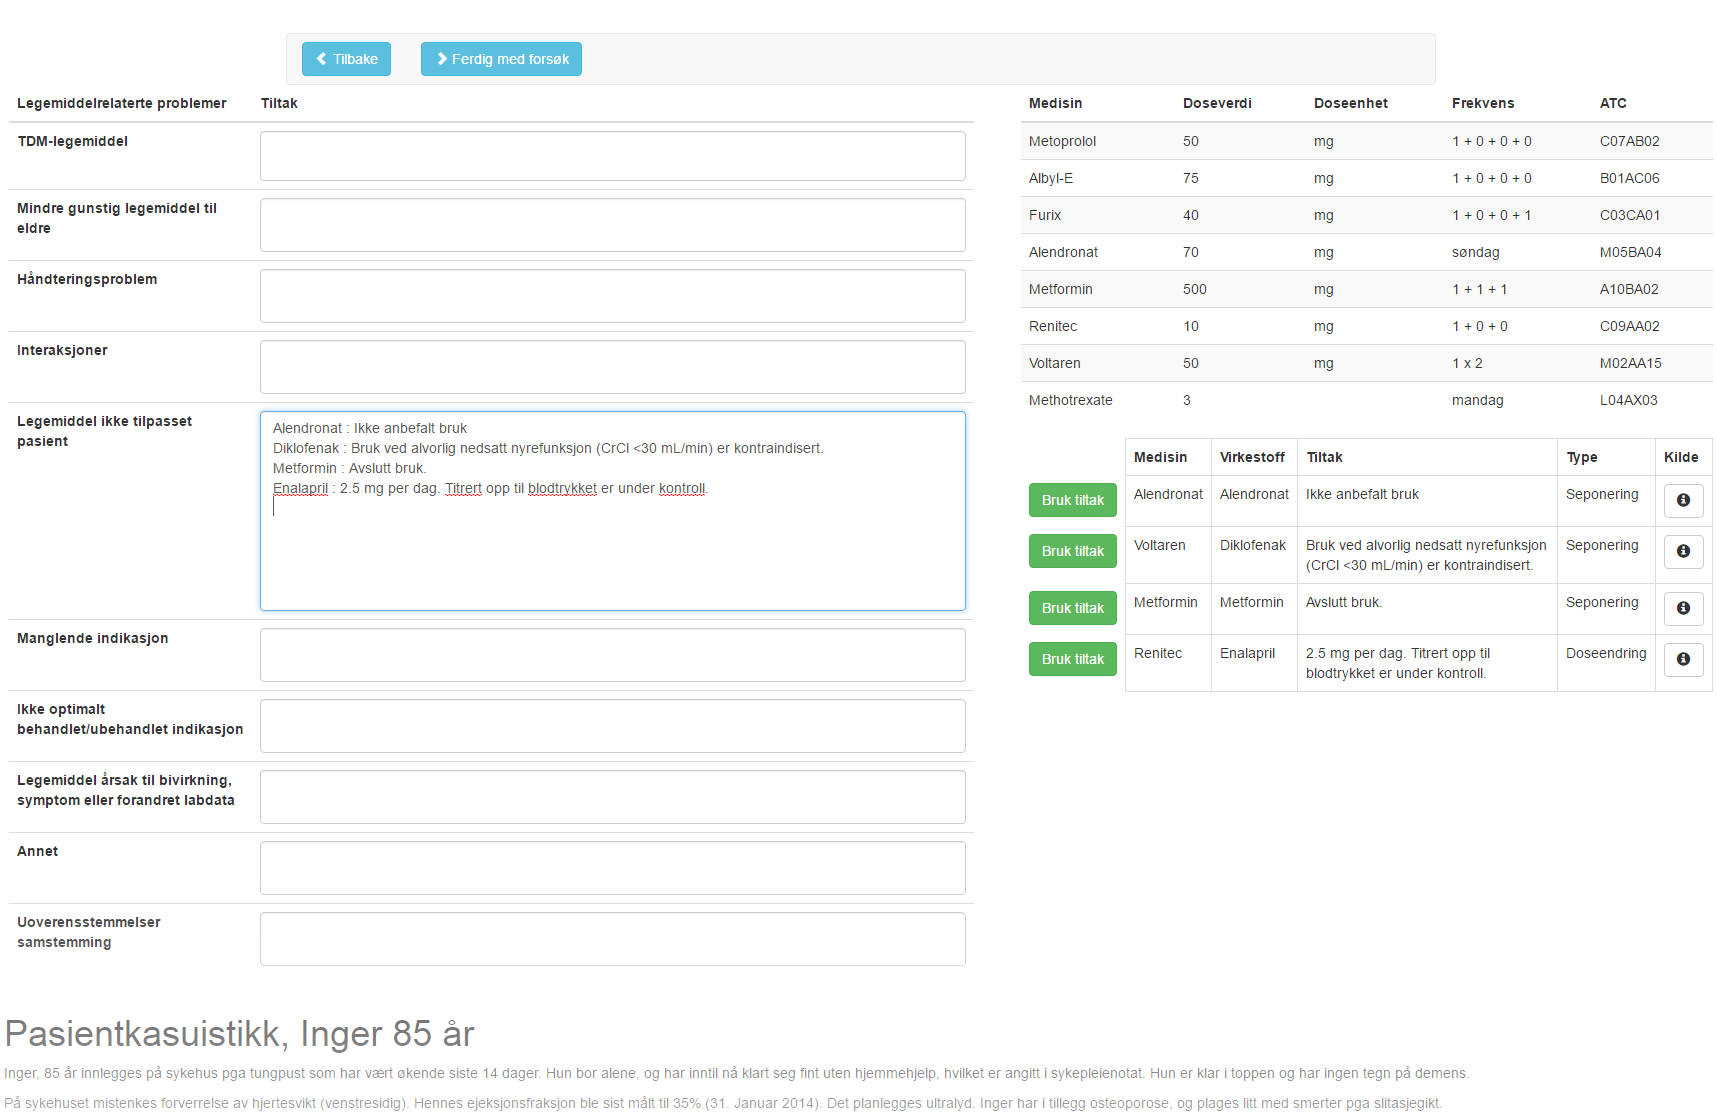 Tilbake
Ferdig med forsøk
Legemiddelrelaterte problemer Tiltak
TDM-legemiddel
Mindre gunstig legemiddel til
eldre
Håndteringsproblem
Interaksjoner
Legemiddel ikke tilpasset
pasient
Alendronat : Ikke anbefalt bruk
Diklofenak : Bruk ved alvorlig nedsatt nyrefunksjon (CrCl <30 mL/min) er kontraindisert.
Metformin : Avslutt bruk.
Enalapril : 2.5 mg per dag. Titrert opp til blodtrykket er under kontroll.
Manglende indikasjon
Ikke optimalt
behandlet/ubehandlet indikasjon
Legemiddel årsak til bivirkning,
symptom eller forandret labdata
Annet
Uoverensstemmelser
samstemming
Medisin Doseverdi Doseenhet Frekvens ATC
Metoprolol 50 mg 1 + 0 + 0 + 0 C07AB02
Albyl-E 75 mg 1 + 0 + 0 + 0 B01AC06
Furix 40 mg 1 + 0 + 0 + 1 C03CA01
Alendronat 70 mg søndag M05BA04
Metformin 500 mg 1 + 1 + 1 A10BA02
Renitec 10 mg 1 + 0 + 0 C09AA02
Voltaren 50 mg 1 x 2 M02AA15
Methotrexate 3 mandag L04AX03
Medisin Virkestoff Tiltak Type Kilde
Bruk tiltak Alendronat Alendronat Ikke anbefalt bruk Seponering
Bruk tiltak Voltaren Diklofenak Bruk ved alvorlig nedsatt nyrefunksjon Seponering
(CrCl <30 mL/min) er kontraindisert.
Bruk tiltak Metformin Metformin Avslutt bruk. Seponering
Bruk tiltak Renitec Enalapril 2.5 mg per dag. Titrert opp til Doseendring
blodtrykket er under kontroll.
Pasientkasuistikk, Inger 85 år
Inger, 85 år innlegges på sykehus pga tungpust som har vært økende siste 14 dager. Hun bor alene, og har inntil nå klart seg fint uten hjemmehjelp, hvilket er angitt i sykepleienotat. Hun er klar i toppen og har ingen tegn på demens.
På sykehuset mistenkes forverrelse av hjertesvikt (venstresidig). Hennes ejeksjonsfraksjon ble sist målt til 35% (31. Januar 2014). Det planlegges ultralyd. Inger har i tillegg osteoporose, og plages litt med smerter pga slitasjegikt.